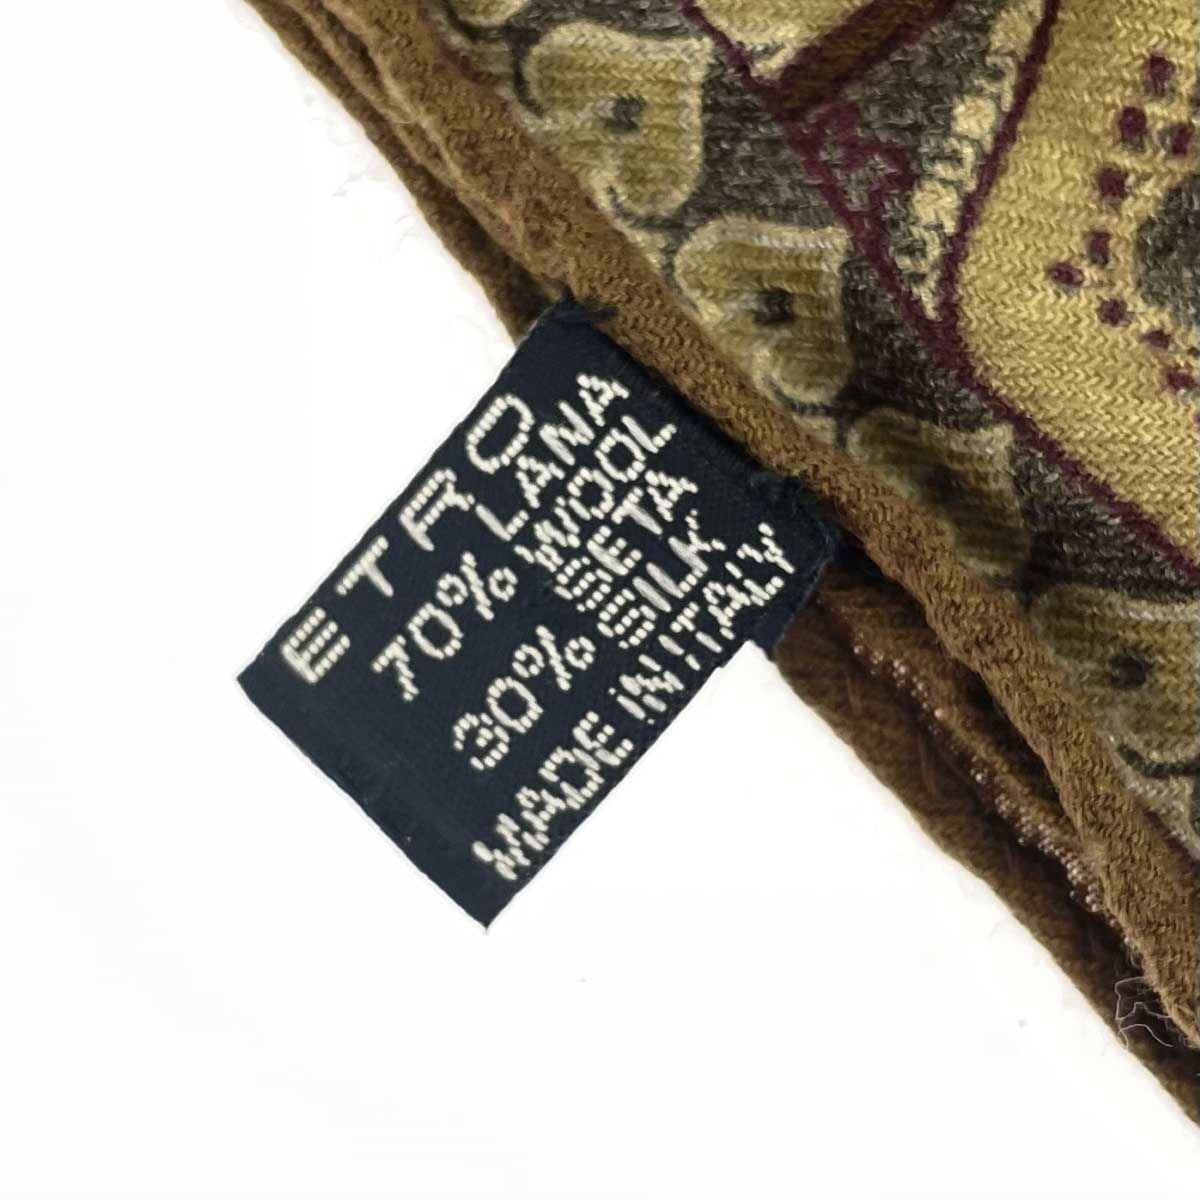 ETRO
70% LANA
WOOL
30% SETA
SILK
MADE IN ITALY